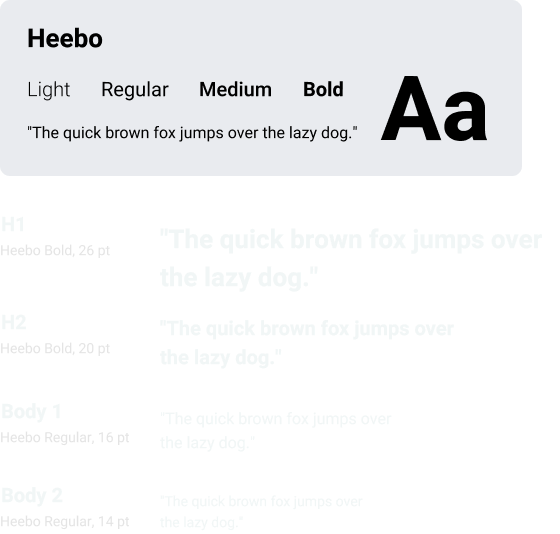 Heebo
Light Regular Medium Bold
"The quick brown fox jumps over the lazy dog."
Aa
H1
Heebo Bold, 26 pt
"The quick brown fox jumps over
the lazy dog."
H2
Heebo Bold, 20 pt
"The quick brown fox jumps over
the lazy dog."
Body 1
Heebo Regular, 16 pt
"The quick brown fox jumps over
the lazy dog."
Body 2
Heebo Regular, 14 pt
"The quick brown fox jumps over
the lazy dog."